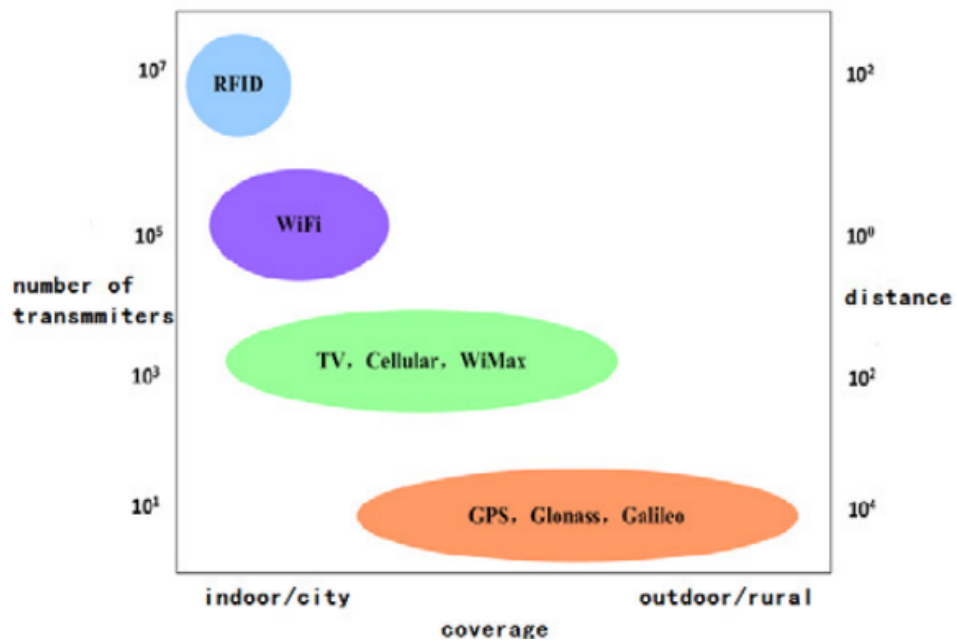 10⁷
RFID
10²
WiFi
10⁵
10⁰
number of
transmmiters
distance
TV，Cellular，WiMax
10³
10²
10¹
GPS，Glonass，Galileo
10⁴
indoor/city
outdoor/rural
coverage